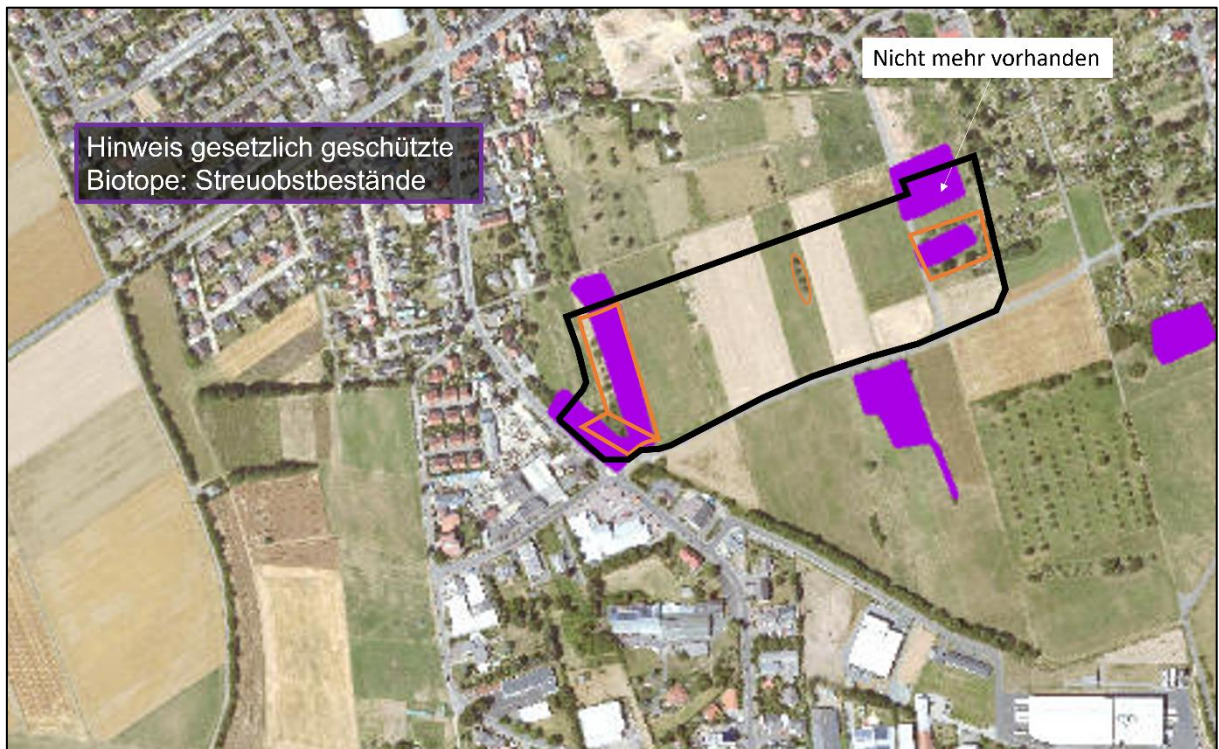 Nicht mehr vorhanden
Hinweis gesetzlich geschützte
Biotope: Streuobstbestände